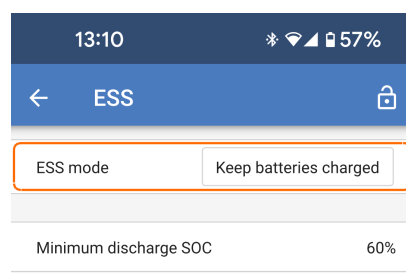 13:10 57%
ESS
ESS mode Keep batteries charged
Minimum discharge SOC 60%